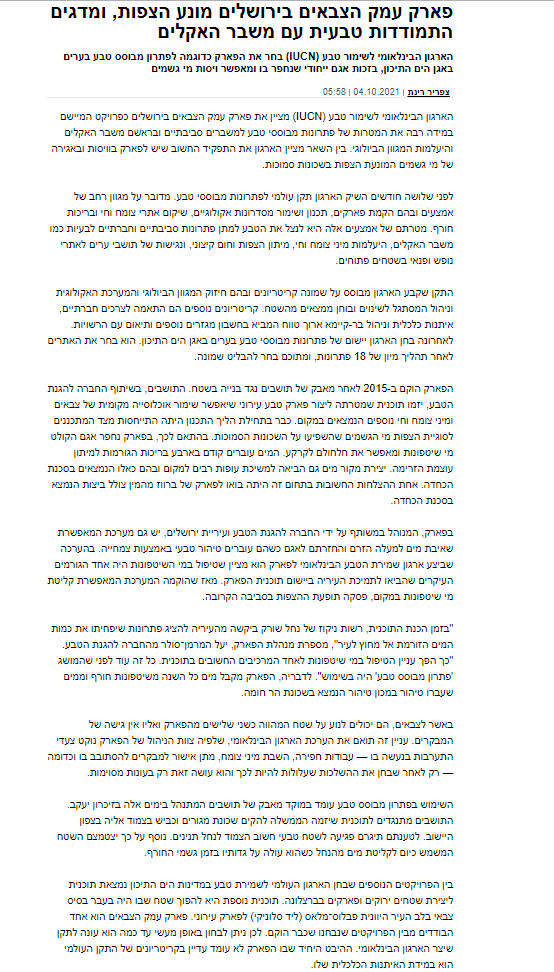 פארק עמק הצבאים בירושלים מונע הצפות, ומדגים
התמודדות טבעית עם משבר האקלים
הארגון הבינלאומי לשימור טבע (IUCN) בחר את הפארק כדוגמה לפתרון מבוסס טבע בערים
באגן הים התיכון, בזכות אגם ייחודי שנחפר בו ומאפשר ויסות מי גשמים
צפריר רינת | 04.10.2021 | 05:58
הארגון הבינלאומי לשימור טבע (IUCN) מציין את פארק עמק הצבאים בירושלים כפרויקט המיישם
במידה רבה את המטרות של פתרונות מבוססי טבע למשברים סביבתיים ובראשם משבר האקלים
והיעלמות המגוון הביולוגי. בין השאר מציין הארגון את התפקיד החשוב שיש לפארק בוויסות ובאגירה
של מי גשמים המונעת הצפות בשכונות סמוכות.
לפני שלושה חודשים השיק הארגון תקן עולמי לפתרונות מבוססי טבע. מדובר על מגוון רחב של
אמצעים ובהם הקמת פארקים, תכנון ושימור מסדרונות אקולוגיים, שיקום אתרי צומח וחי ובריכות
חורף. מטרתם של אמצעים אלה היא לנצל את הטבע למתן פתרונות סביבתיים וחברתיים לבעיות כמו
משבר האקלים, היעלמות מיני צומח וחי, מיתון הצפות וחום קיצוני, ונגישות של תושבי ערים לאתרי
נופש ופנאי בשטחים פתוחים.
התקן שקבע הארגון מבוסס על שמונה קריטריונים ובהם חיזוק המגוון הביולוגי והמערכת האקולוגית
וניהול המסתגל לשינוים ובוחן ממצאים מהשטח. קריטריונים נוספים הם התאמה לצרכים חברתיים,
איתנות כלכלית וניהול בר-קיימא ארוך טווח המביא בחשבון מגזרים נוספים ותיאום עם הרשויות.
לאחרונה בחן הארגון יישום של פתרונות מבוססי טבע בערים באגן הים התיכון. הוא בחר את האתרים
לאחר תהליך מיון של 18 פתרונות, ומתוכם בחר להבליט שמונה.
הפארק הוקם ב-2015 לאחר מאבק של תושבים נגד בנייה בשטח. התושבים, בשיתוף החברה להגנת
הטבע, יזמו תוכנית שמטרתה ליצור פארק טבע עירוני שיאפשר שימור אוכלוסייה מקומית של צבאים
ומיני צומח וחי נוספים הנמצאים במקום. כבר בתחילת הליך התכנון היתה התייחסות מצד המתכננים
לסוגיית הצפות מי הגשמים שהשפיעו על השכונות הסמוכות. בהתאם לכך, בפארק נחפר אגם הקולט
מי שיטפונות ומאפשר את חלחולם לקרקע. המים עוברים קודם בארבע בריכות הגורמות למיתון
עוצמת הזרימה. יצירת מקור מים גם הביאה למשיכת עופות רבים למקום ובהם כאלו הנמצאים בסכנת
הכחדה. אחת ההצלחות החשובות בתחום זה היתה בואו לפארק של ברווז מהמין צולל ביצות הנמצא
בסכנת הכחדה.
בפארק, המנוהל במשותף על ידי החברה להגנת הטבע ועיריית ירושלים, יש גם מערכת המאפשרת
שאיבת מים למעלה הזרם והחזרתם לאגם כשהם עוברים טיהור טבעי באמצעות צמחייה. בהערכה
שביצע ארגון שמירת הטבע הבינלאומי לפארק הוא מציין שטיפול במי השיטפונות היה אחד הגורמים
העיקרים שהביאו לתמיכת העיריה ביישום תוכנית הפארק. מאז שהוקמה המערכת המאפשרת קליטת
מי שיטפונות במקום, פסקה תופעת ההצפות בסביבה הקרובה.
"בזמן הכנת התוכנית, רשות ניקוז של נחל שורק ביקשה מהעיריה להציג פתרונות שיפחיתו את כמות
המים הזורמת אל מחוץ לעיר", מספרת מנהלת הפארק, יעל המרמן־סולר מהחברה להגנת הטבע.
"כך הפך עניין הטיפול במי שיטפונות לאחד המרכיבים החשובים בתוכנית. כל זה עוד לפני שהמושג
'פתרון מבוסס טבע' היה בשימוש". לדבריה, הפארק מקבל מים כל השנה משיטפונות חורף וממים
שעברו טיהור במכון טיהור הנמצא בשכונת הר חומה.
באשר לצבאים, הם יכולים לנוע על שטח המהווה כשני שלישים מהפארק ואליו אין גישה של
המבקרים. עניין זה תואם את הערכת הארגון הבינלאומי, שלפיה צוות הניהול של הפארק נוקט צעדי
התערבות בנעשה בו — עבודות חפירה, השבת מיני צומח, מתן אישור למבקרים להסתובב בו וכדומה
— רק לאחר שבחן את ההשלכות שעלולות להיות לכך והוא עושה זאת רק בעונות מסוימות.
השימוש בפתרון מבוסס טבע עומד במוקד מאבק של תושבים המתנהל בימים אלה בזיכרון יעקב.
התושבים מתנגדים לתוכנית שיזמה הממשלה להקים שכונת מגורים וכביש בצמוד אליה בצפון
היישוב. לטענתם תיגרם פגיעה לשטח טבעי חשוב הצמוד לנחל תנינים. נוסף על כך יצטמצם השטח
המשמש כיום לקליטת מים מהנחל כשהוא עולה על גדותיו בזמן גשמי החורף.
בין הפרויקטים הנוספים שבחן הארגון העולמי לשמירת טבע במדינות הים התיכון נמצאת תוכנית
ליצירת שטחים ירוקים ופארקים בברצלונה. תוכנית נוספת היא להפוך שטח שבו היה בעבר בסיס
צבאי בלב העיר היוונית פבלוס־מלאס (ליד סלוניקי) לפארק עירוני. פארק עמק הצבאים הוא אחד
הבודדים מבין הפרויקטים שנבחנו שכבר הוקם. לכן ניתן לבחון באופן מעשי עד כמה הוא עונה לתקן
שיצר הארגון הבינלאומי. ההיבט היחיד שבו הפארק לא עומד עדיין בקריטריונים של התקן העולמי
הוא במידת האיתנות הכלכלית שלו.